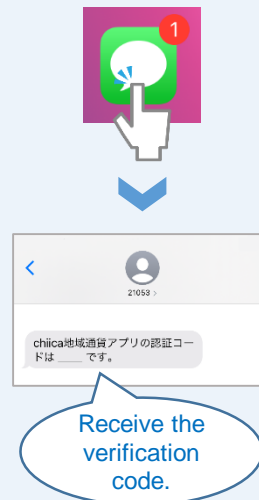 1
21053
chiica地域通貨アプリの認証コー
ドは ____ です。
Receive the
verification
code.